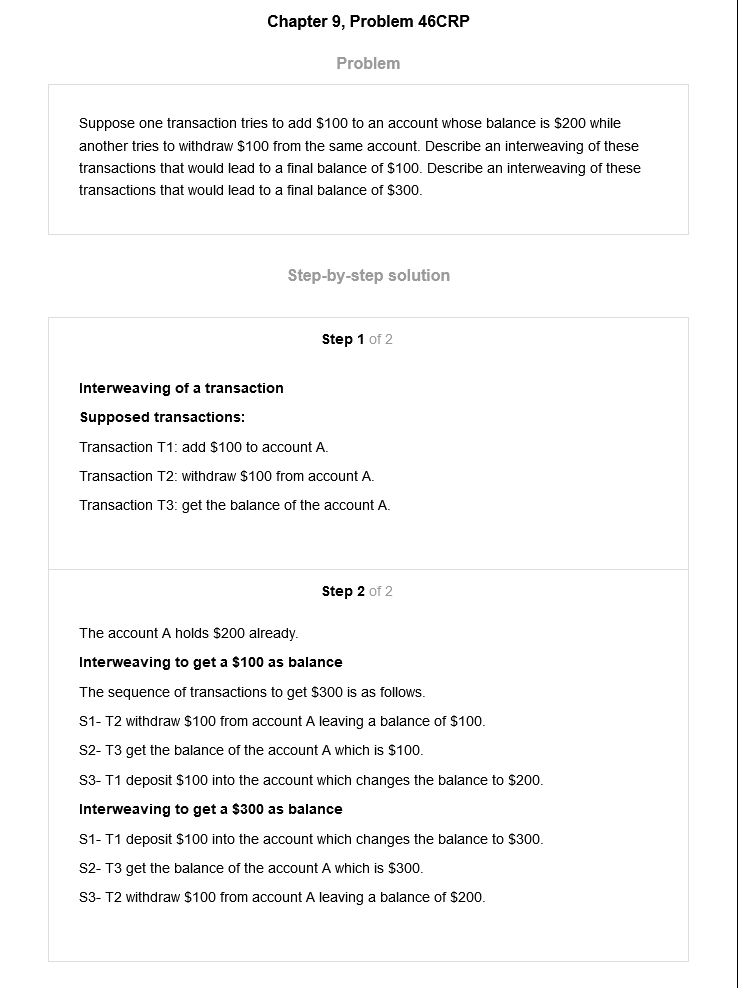 Chapter 9, Problem 46CRP
Problem
Suppose one transaction tries to add $100 to an account whose balance is $200 while
another tries to withdraw $100 from the same account. Describe an interweaving of these
transactions that would lead to a final balance of $100. Describe an interweaving of these
transactions that would lead to a final balance of $300.
Step-by-step solution
Step 1 of 2
Interweaving of a transaction
Supposed transactions:
Transaction T1: add $100 to account A.
Transaction T2: withdraw $100 from account A.
Transaction T3: get the balance of the account A.
Step 2 of 2
The account A holds $200 already.
Interweaving to get a $100 as balance
The sequence of transactions to get $300 is as follows.
S1- T2 withdraw $100 from account A leaving a balance of $100.
S2- T3 get the balance of the account A which is $100.
S3- T1 deposit $100 into the account which changes the balance to $200.
Interweaving to get a $300 as balance
S1- T1 deposit $100 into the account which changes the balance to $300.
S2- T3 get the balance of the account A which is $300.
S3- T2 withdraw $100 from account A leaving a balance of $200.